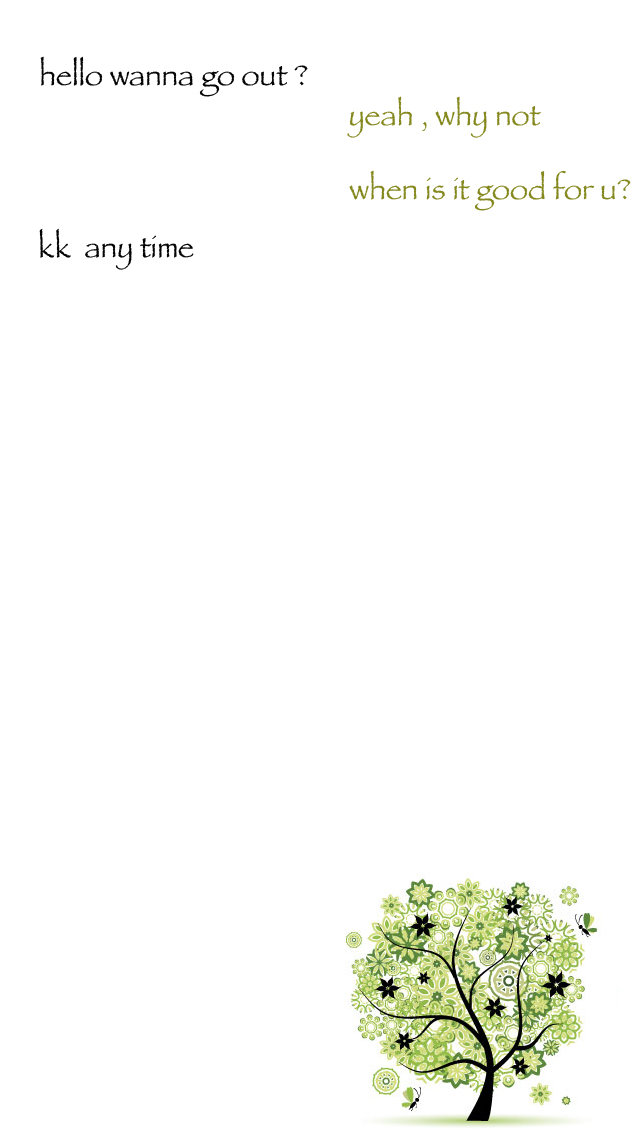 hello wanna go out ?
yeah , why not
when is it good for u?
kk any time